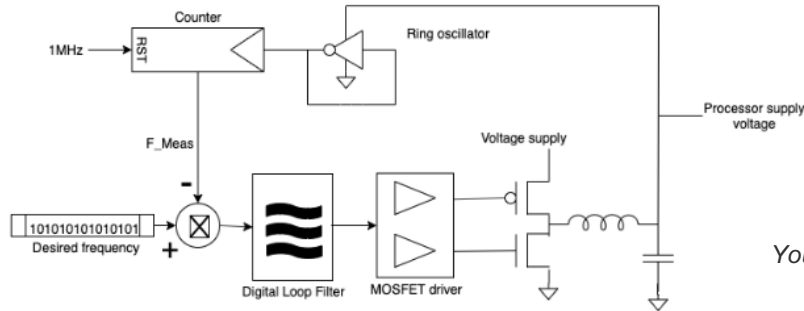 Counter
1MHz
RST
Ring oscillator
Processor supply
voltage
F_Meas
Voltage supply
-
101010101010101
+
Desired frequency
Digital Loop Filter
MOSFET driver
You